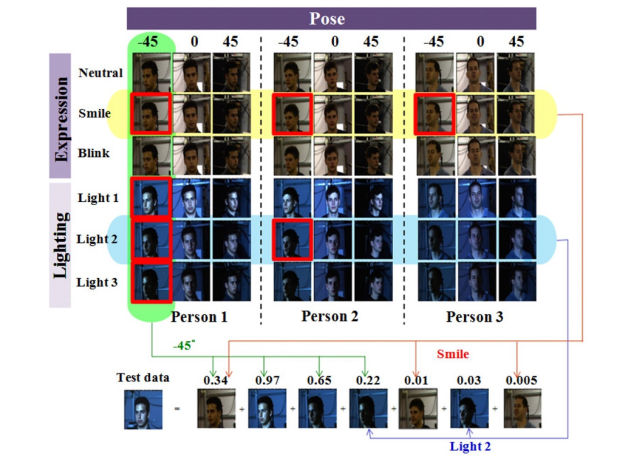 Pose
-45 0 45 -45 0 45 -45 0 45
Expression
Neutral
Smile
Blink
Lighting
Light 1
Light 2
Light 3
Person 1 Person 2 Person 3
-45°
Smile
Test data 0.34 0.97 0.65 0.22 0.01 0.03 0.005
= + + + + + +
Light 2